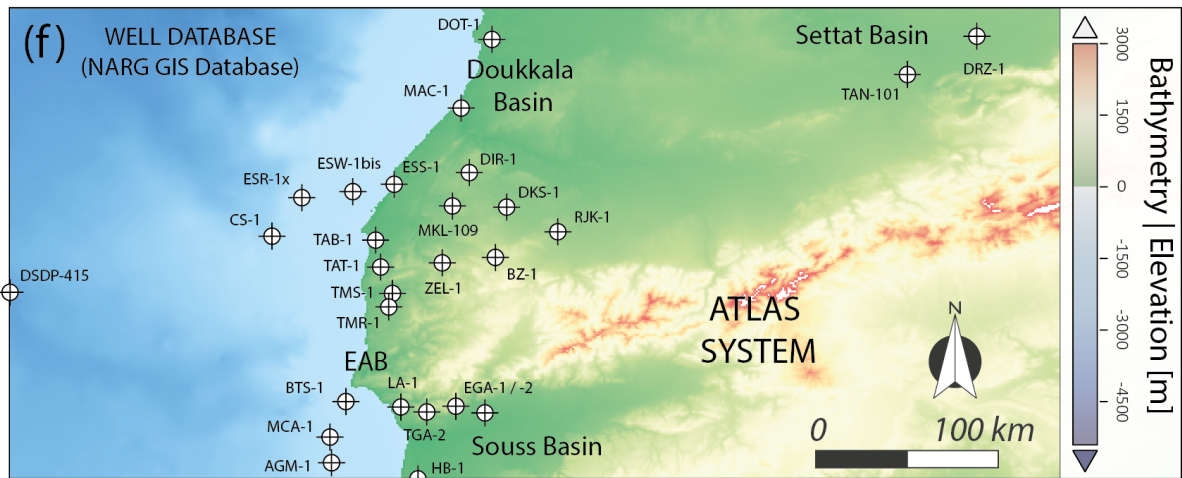 (f)
WELL DATABASE
(NARG GIS Database)
DOT-1
Doukkala
Basin
Settat Basin
DRZ-1
TAN-101
MAC-1
ESW-1bis
ESS-1
DIR-1
ESR-1x
DKS-1
RJK-1
CS-1
MKL-109
TAB-1
BZ-1
DSDP-415
TAT-1
ZEL-1
TMS-1
TMR-1
ATLAS
SYSTEM
N
EAB
BTS-1
LA-1
EGA-1 / -2
MCA-1
TGA-2
Souss Basin
AGM-1
HB-1
0
100 km
3000
1500
0
-1500
-3000
-4500
Bathymetry | Elevation [m]